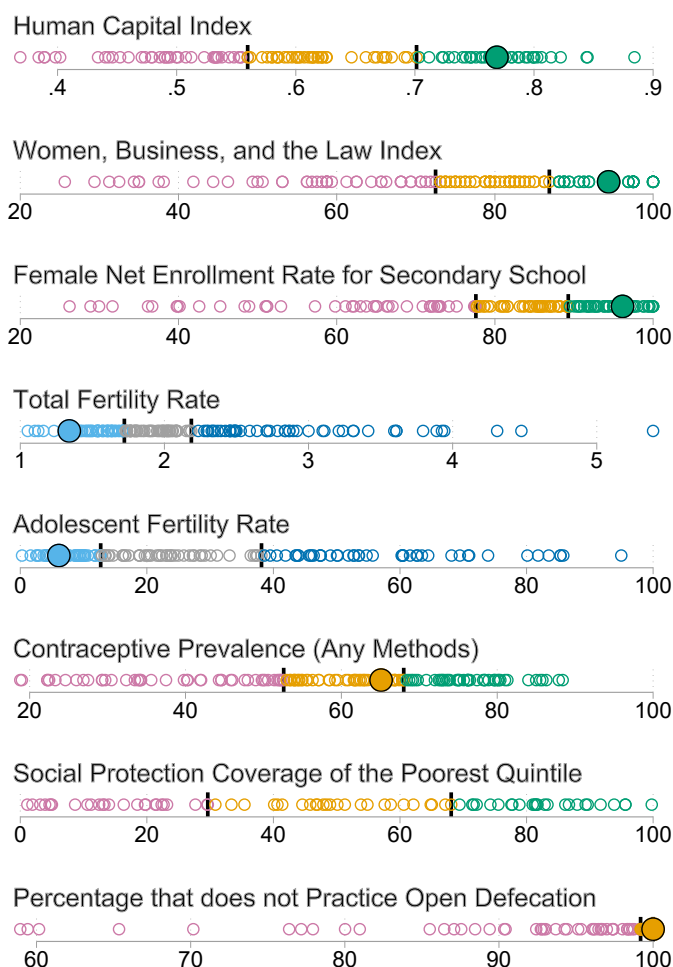 Human Capital Index
.4 .5 .6 .7 .8 .9
Women, Business, and the Law Index
20 40 60 80 100
Female Net Enrollment Rate for Secondary School
20 40 60 80 100
Total Fertility Rate
1 2 3 4 5
Adolescent Fertility Rate
0 20 40 60 80 100
Contraceptive Prevalence (Any Methods)
20 40 60 80 100
Social Protection Coverage of the Poorest Quintile
0 20 40 60 80 100
Percentage that does not Practice Open Defecation
60 70 80 90 100